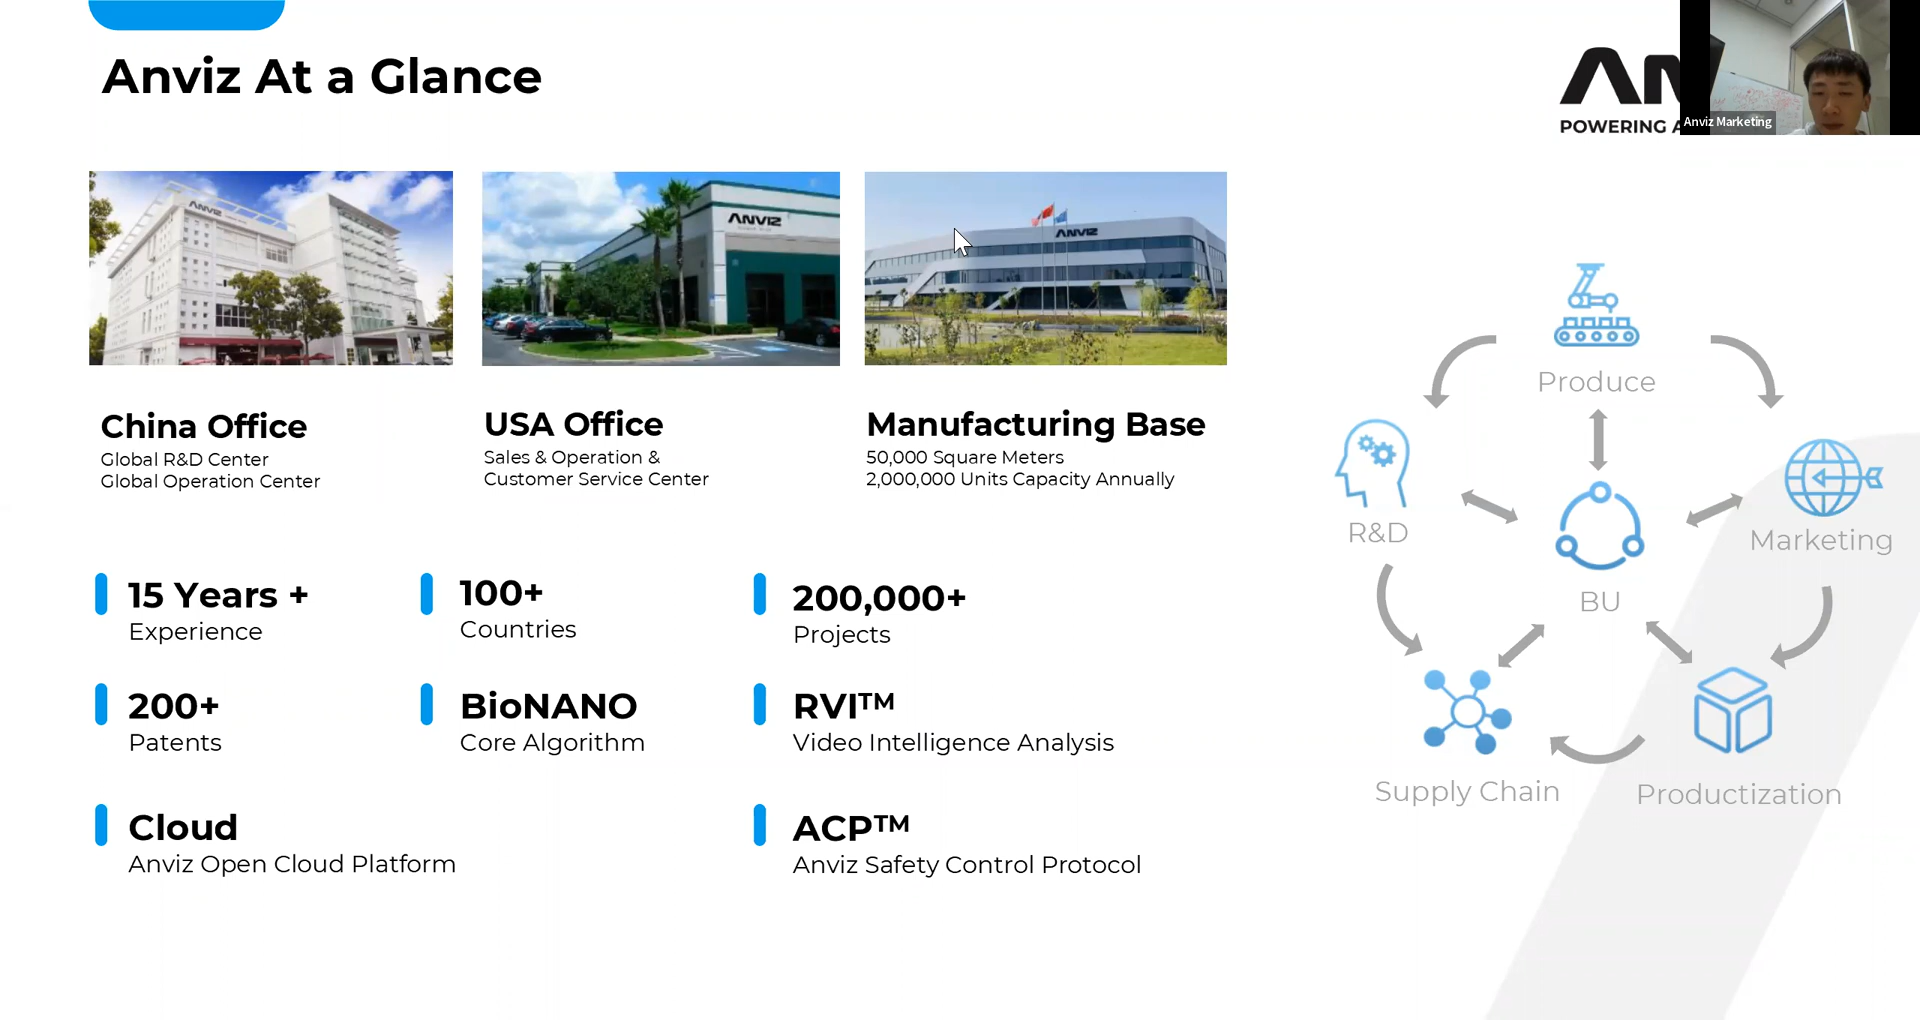 Anviz At a Glance
POWERING A
Anviz Marketing
ANVIZ
ANVIZ
ANVIZ
China Office
Global R&D Center
Global Operation Center
USA Office
Sales & Operation &
Customer Service Center
Manufacturing Base
50,000 Square Meters
2,000,000 Units Capacity Annually
15 Years +
Experience
100+
Countries
200,000+
Projects
200+
Patents
BioNANO
Core Algorithm
RVI™
Video Intelligence Analysis
Cloud
Anviz Open Cloud Platform
ACP™
Anviz Safety Control Protocol
Produce
R&D
Marketing
BU
Supply Chain
Productization